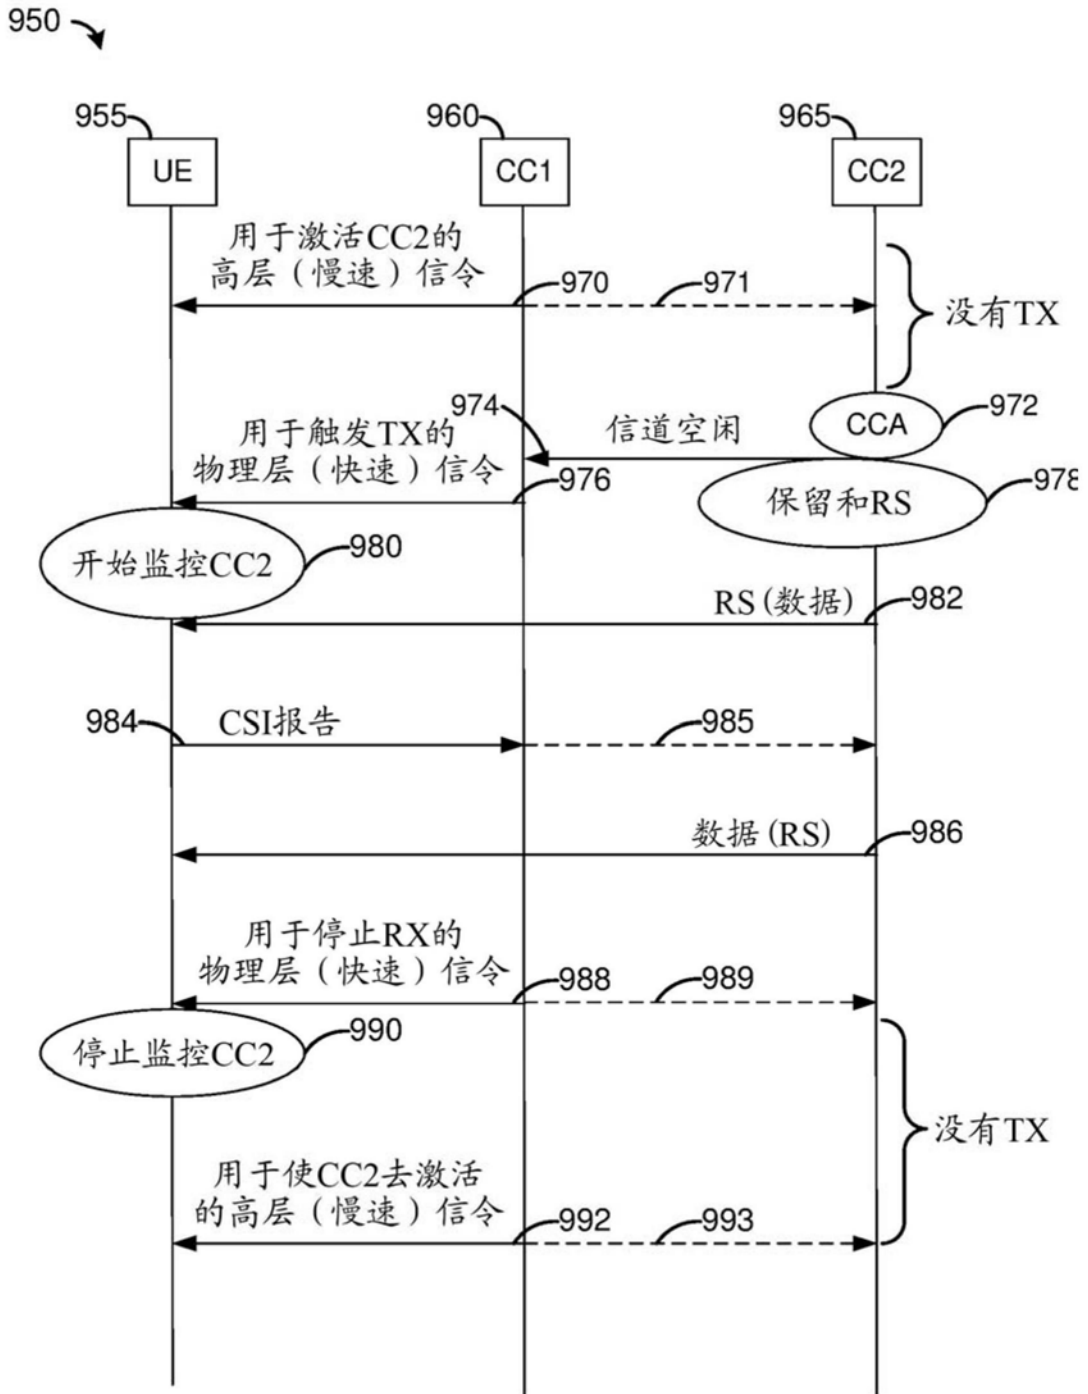 950
955
960
965
UE
CC1
CC2
用于激活CC2的
高层（慢速）信令
970
971
没有TX
974
972
CCA
用于触发TX的
物理层（快速）信令
信道空闲
976
978
保留和RS
980
开始监控CC2
RS(数据)
982
984
CSI报告
985
数据(RS)
986
用于停止RX的
物理层（快速）信令
988
989
990
停止监控CC2
没有TX
用于使CC2去激活
的高层（慢速）信令
992
993